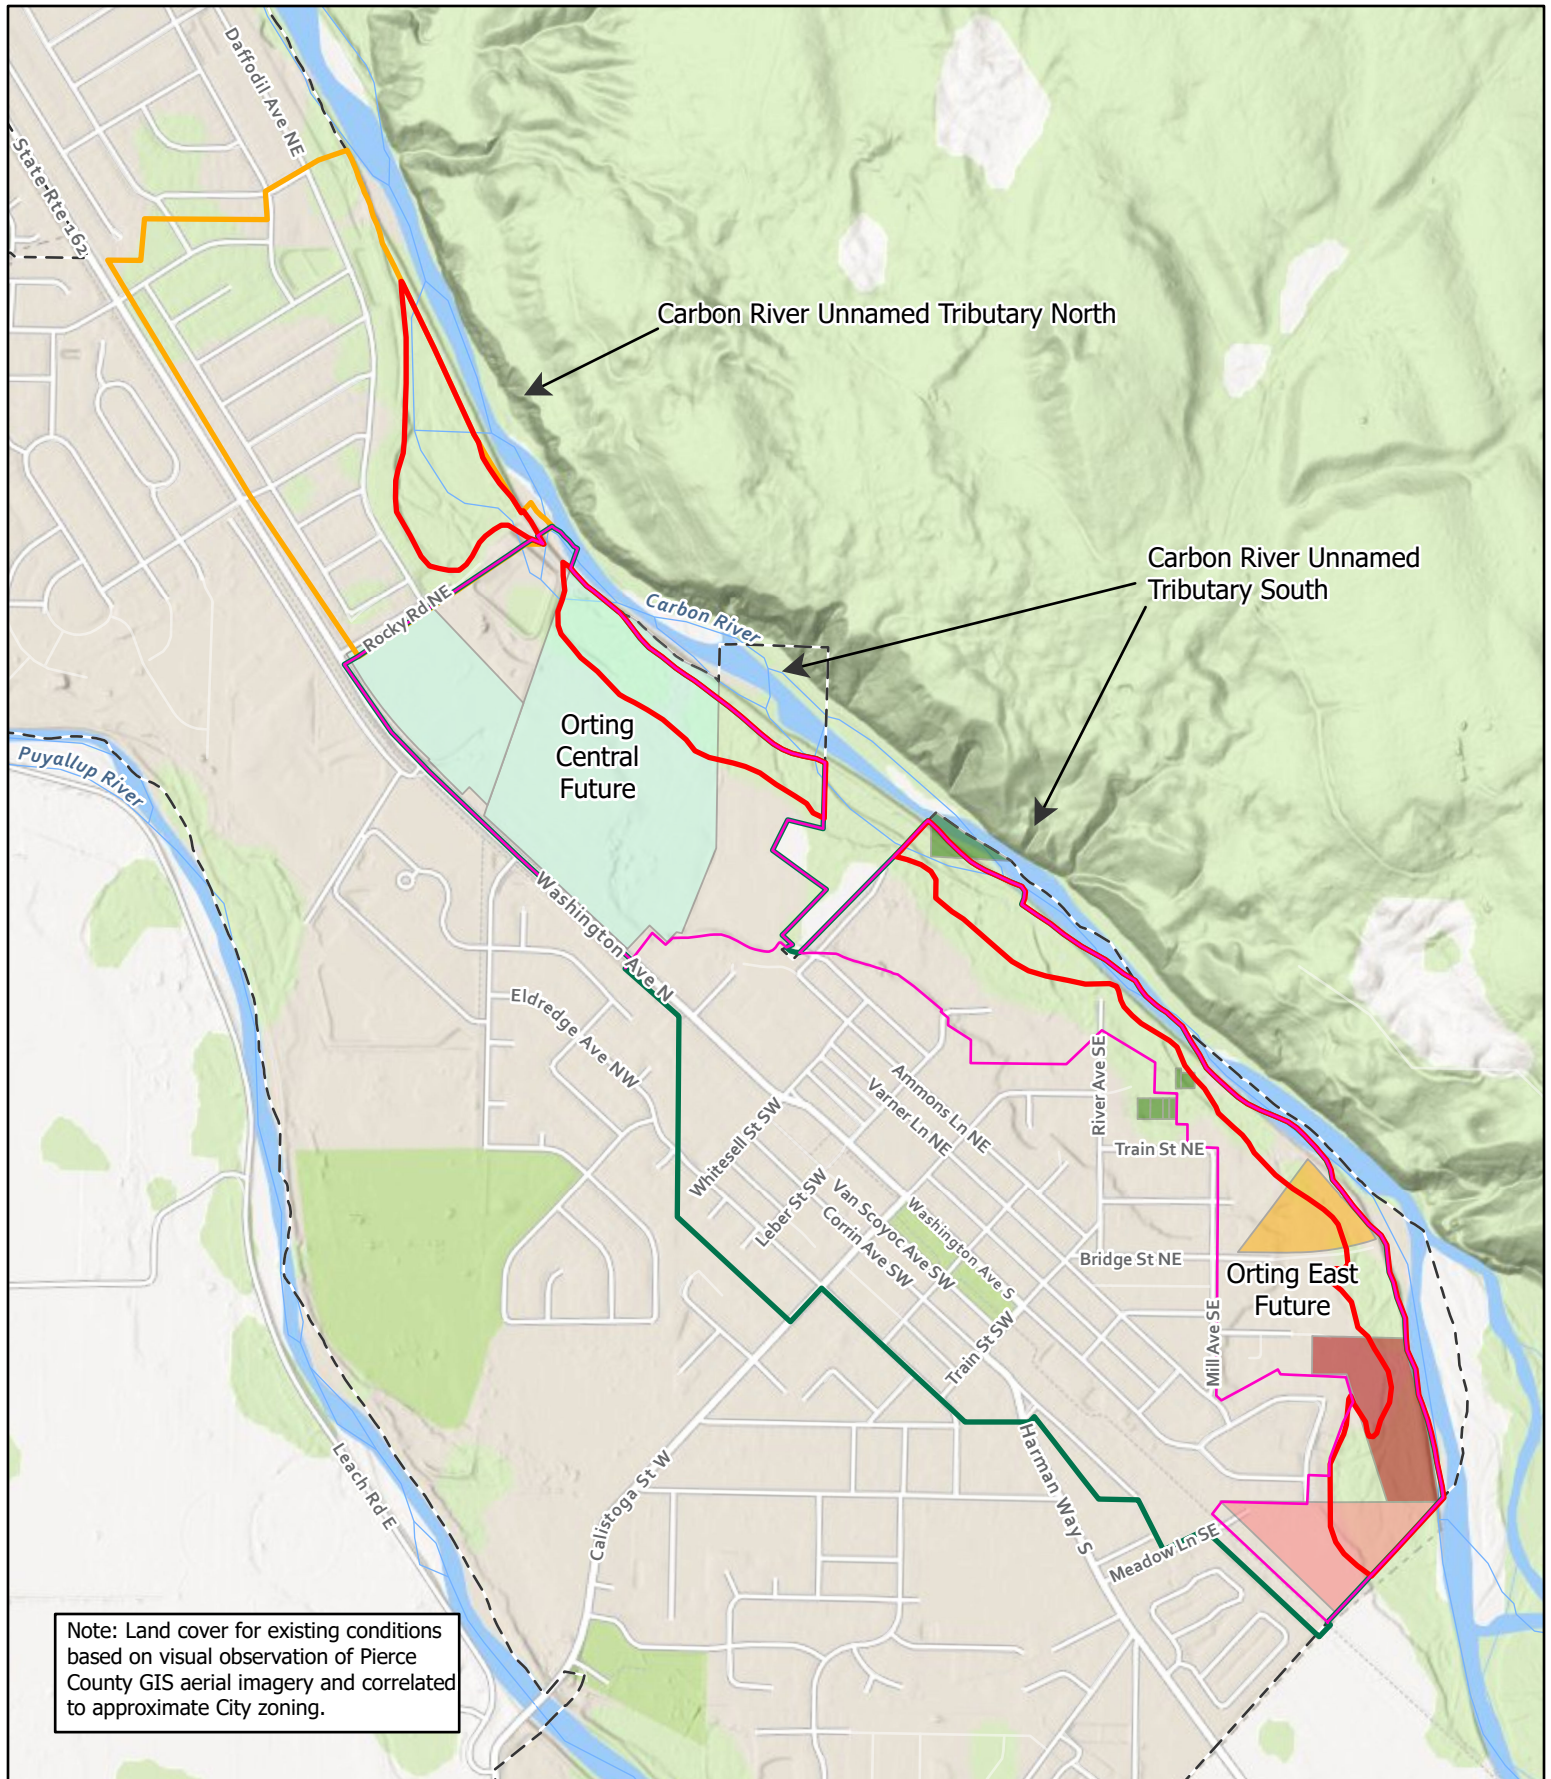 Daffodil Ave NE
State Rte 162
Carbon River Unnamed Tributary North
Carbon River Unnamed
Tributary South
Carbon River
Rocky Rd NE
Orting
Central
Future
Puyallup River
Washington Ave N
Eldredge Ave NW
Ammons Ln NE
Varner Ln NE
River Ave SE
Whitesell St SW
Train St NE
Leber St SW
Van Scoyoc Ave SW
Washington Ave S
Corrin Ave SW
Bridge St NE
Orting East
Future
Train St SW
Mill Ave SE
Leach Rd E
Calistoga St W
Harman Way S
Meadow Ln SE
Note: Land cover for existing conditions
based on visual observation of Pierce
County GIS aerial imagery and correlated
to approximate City zoning.